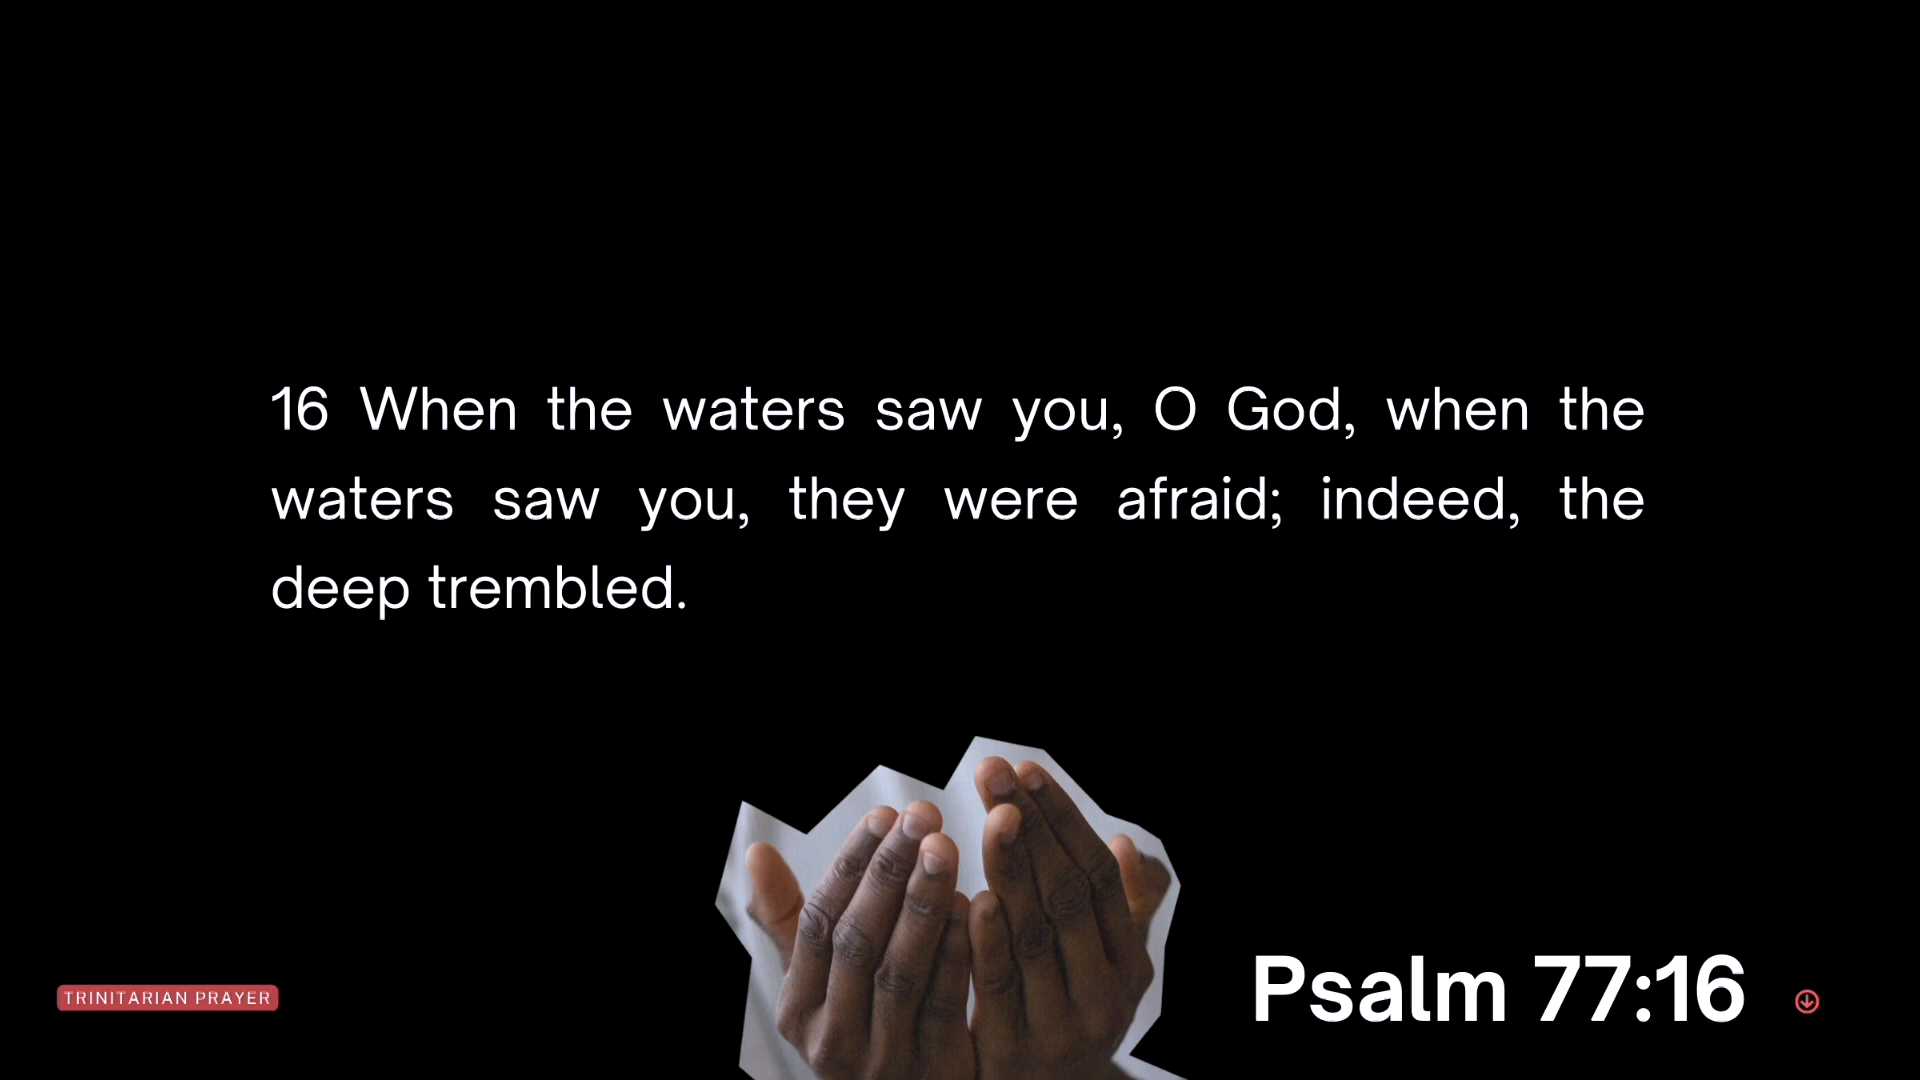 16 When the waters saw you, O God, when the
waters saw you, they were afraid; indeed, the
deep trembled.
TRINITARIAN PRAYER
Psalm 77:16